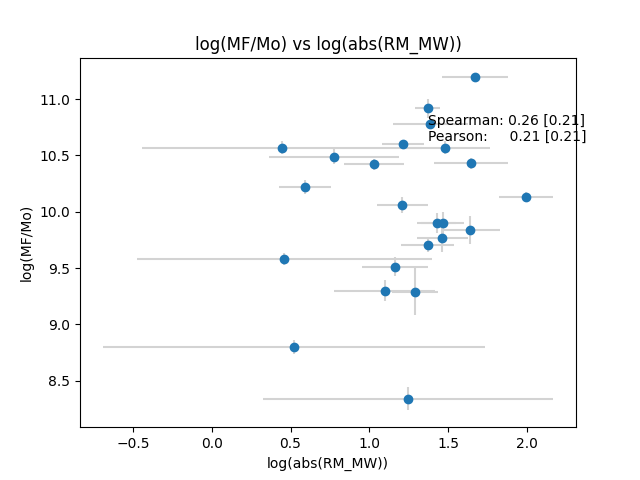 log(MF/Mo) vs log(abs(RM_MW))
Spearman: 0.26 [0.21]
Pearson: 0.21 [0.21]
log(MF/Mo)
11.0
10.5
10.0
9.5
9.0
8.5
−0.5 0.0 0.5 1.0 1.5 2.0
log(abs(RM_MW))